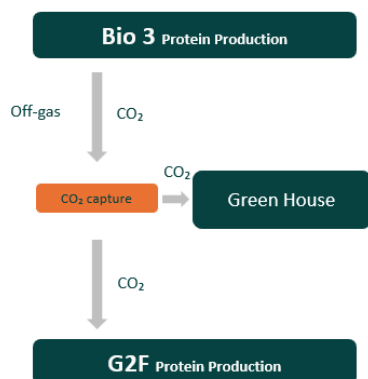 Bio 3 Protein Production
Off-gas
CO₂
CO₂
CO₂ capture
Green House
CO₂
G2F Protein Production